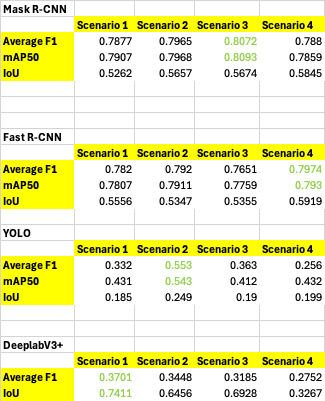 Mask R-CNN
Scenario 1 Scenario 2 Scenario 3 Scenario 4
Average F1 0.7877 0.7965 0.8072 0.788
mAP50 0.7907 0.7968 0.8093 0.7859
IoU 0.5262 0.5657 0.5674 0.5845
Fast R-CNN
Scenario 1 Scenario 2 Scenario 3 Scenario 4
Average F1 0.782 0.792 0.7651 0.7974
mAP50 0.7807 0.7911 0.7759 0.793
IoU 0.5556 0.5347 0.5355 0.5919
YOLO
Scenario 1 Scenario 2 Scenario 3 Scenario 4
Average F1 0.332 0.553 0.363 0.256
mAP50 0.431 0.543 0.412 0.432
IoU 0.185 0.249 0.19 0.199
DeeplabV3+
Scenario 1 Scenario 2 Scenario 3 Scenario 4
Average F1 0.3701 0.3448 0.3185 0.2752
IoU 0.7411 0.6456 0.6928 0.3267